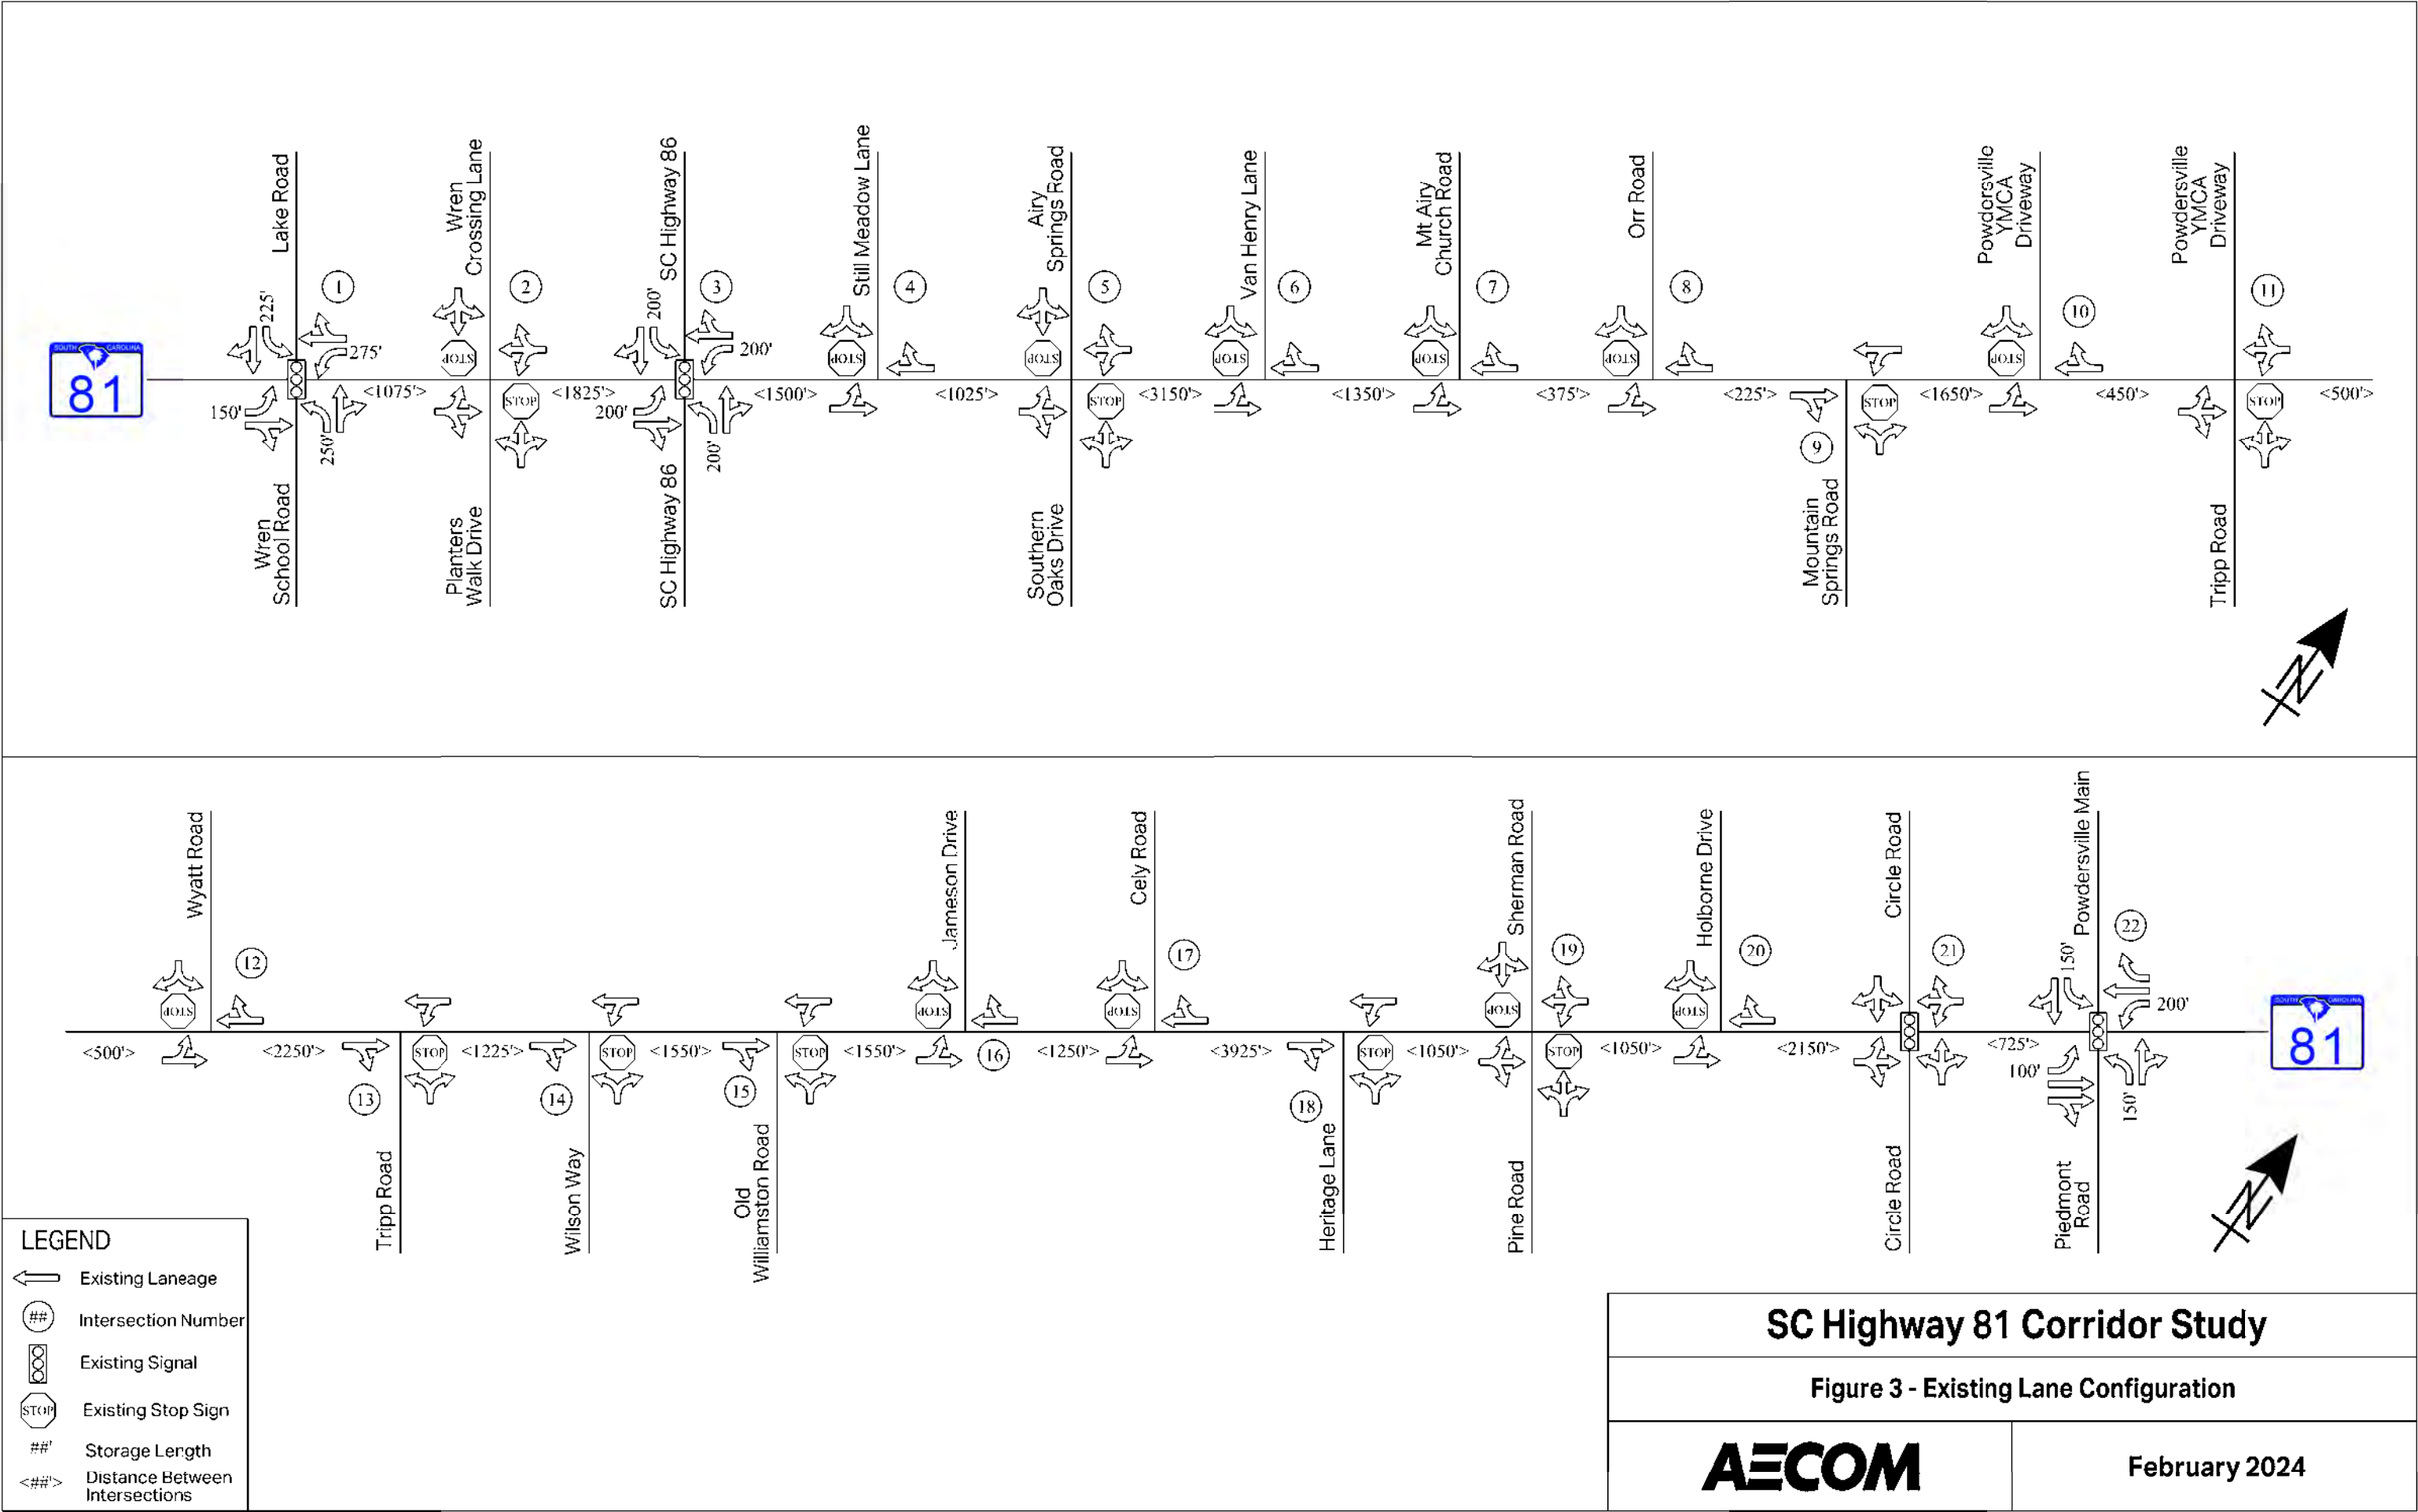 Lake Road
Wren
Crossing Lane
SC Highway 86
Still Meadow Lane
Airy
Springs Road
Van Henry Lane
Mt Airy
Church Road
Orr Road
Powdersville
YMCA
Driveway
Powdersville
YMCA
Driveway
1
2
3
4
5
6
7
8
10
11
225'
275'
200'
200'
STOP
STOP
STOP
STOP
STOP
STOP
STOP
SOUTH CAROLINA
81
150'
250'
<1075'>
STOP
<1825'>
200'
200'
<1500'>
<1025'>
STOP
<3150'>
<1350'>
<375'>
<225'>
9
STOP
<1650'>
<450'>
STOP
<500'>
Wren
School Road
Planters
Walk Drive
SC Highway 86
Southern
Oaks Drive
Mountain
Springs Road
Tripp Road
N
Wyatt Road
Jameson Drive
Cely Road
Sherman Road
Holborne Drive
Circle Road
Powdersville Main
12
17
19
20
21
22
150'
200'
STOP
STOP
STOP
STOP
STOP
SOUTH CAROLINA
81
<500'>
<2250'>
STOP
<1225'>
STOP
<1550'>
STOP
<1550'>
16
<1250'>
<3925'>
STOP
<1050'>
STOP
<1050'>
<2150'>
<725'>
100'
150'
13
14
15
18
Tripp Road
Wilson Way
Old
Williamston Road
Heritage Lane
Pine Road
Circle Road
Piedmont
Road
N
LEGEND
Existing Laneage
## Intersection Number
Existing Signal
STOP Existing Stop Sign
##' Storage Length
<##'> Distance Between
Intersections
SC Highway 81 Corridor Study
Figure 3 - Existing Lane Configuration
AECOM
February 2024